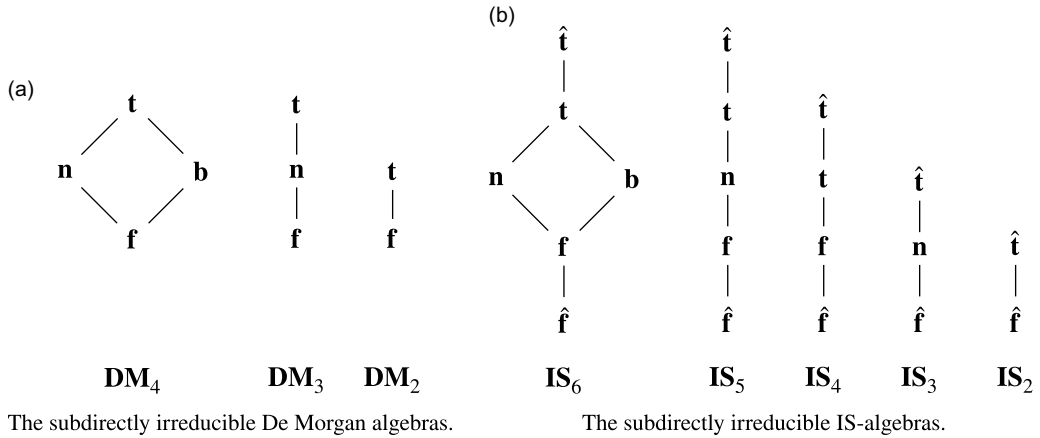 (a)
t
n b
f
DM4
t
n
f
DM3
t
f
DM2
The subdirectly irreducible De Morgan algebras.
(b)
t̂
t
n b
f
f̂
IS6
t̂
t
n
f
f̂
IS5
t̂
t
f
f̂
IS4
t̂
n
f̂
IS3
t̂
f̂
IS2
The subdirectly irreducible IS-algebras.